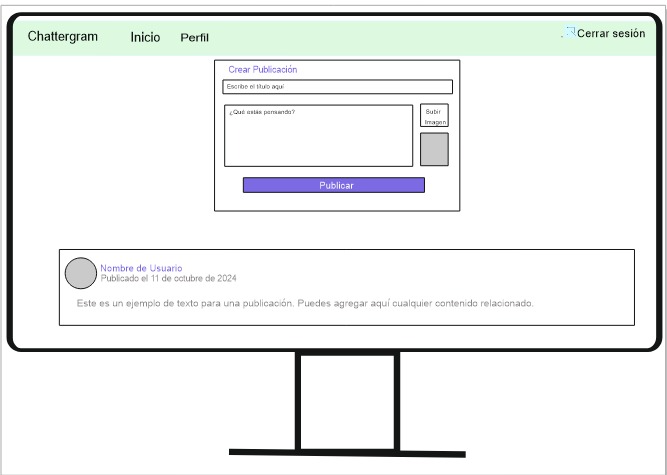 Chattergram Inicio Perfil Cerrar sesión
Crear Publicación
Escribe el título aquí
¿Qué estás pensando?
Subir
Imagen
Publicar
Nombre de Usuario
Publicado el 11 de octubre de 2024
Este es un ejemplo de texto para una publicación. Puedes agregar aquí cualquier contenido relacionado.